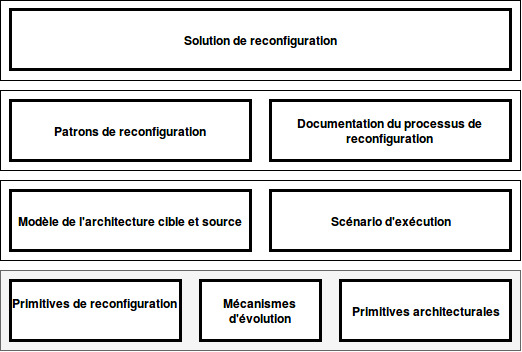 Solution de reconfiguration
Patrons de reconfiguration
Documentation du processus de
reconfiguration
Modèle de l'architecture cible et source
Scénario d'exécution
Primitives de reconfiguration
Mécanismes
d'évolution
Primitives architecturales